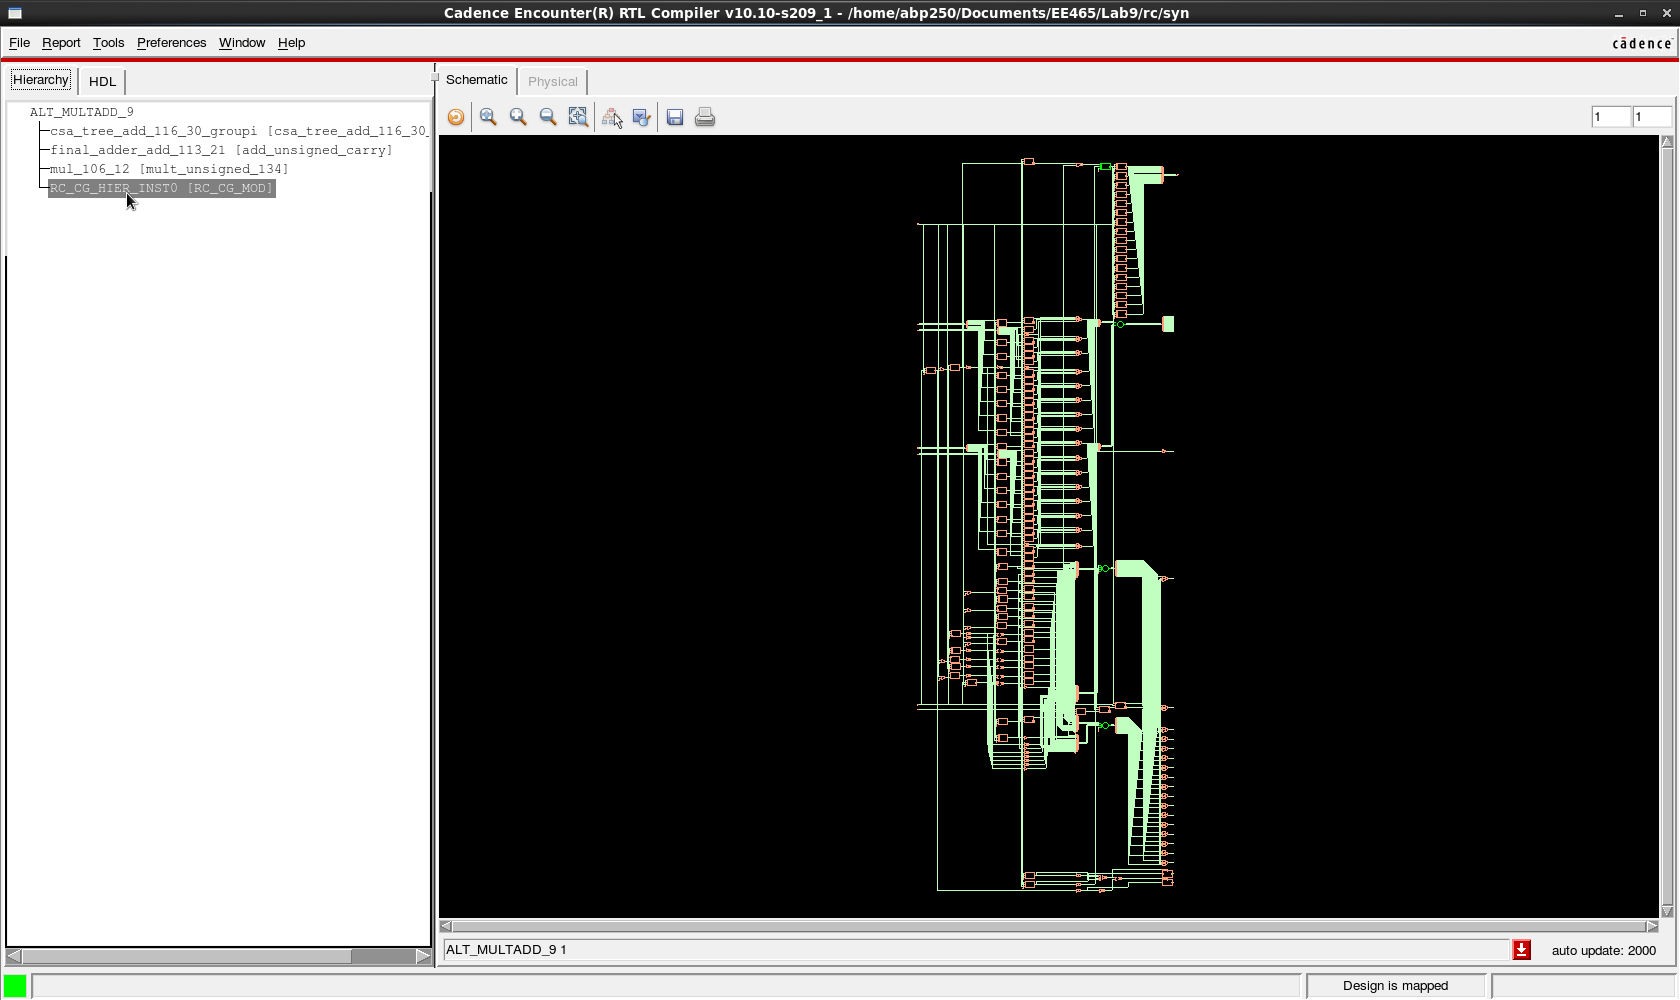 Cadence Encounter(R) RTL Compiler v10.10-s209_1 - /home/abp250/Documents/EE465/Lab9/rc/syn
File Report Tools Preferences Window Help
cādence
Hierarchy HDL
Schematic Physical
1 1
ALT_MULTADD_9
csa_tree_add_116_30_groupi [csa_tree_add_116_30_
final_adder_add_113_21 [add_unsigned_carry]
mul_106_12 [mult_unsigned_134]
RC_CG_HIER_INST0 [RC_CG_MOD]
ALT_MULTADD_9 1
auto update: 2000
Design is mapped